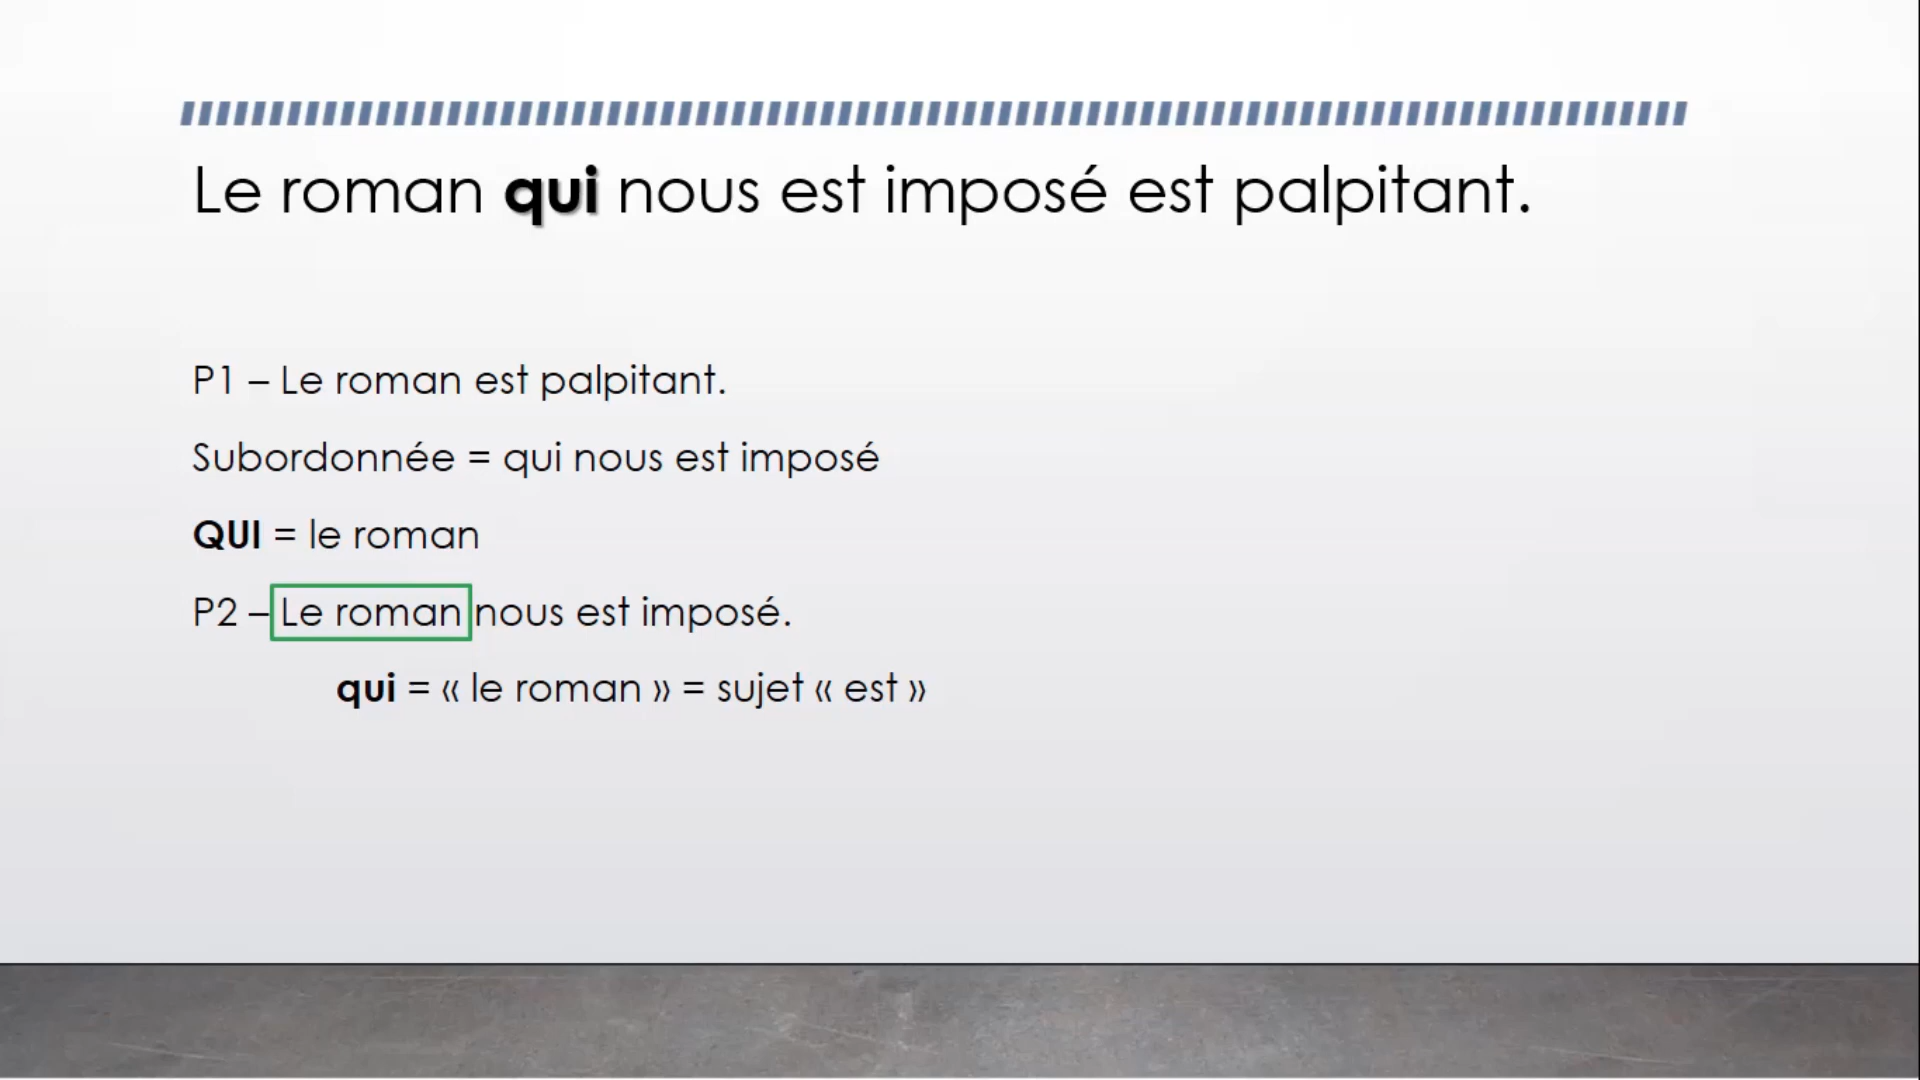 Le roman qui nous est imposé est palpitant.
P1 – Le roman est palpitant.
Subordonnée = qui nous est imposé
QUI = le roman
P2 – Le roman nous est imposé.
qui = « le roman » = sujet « est »